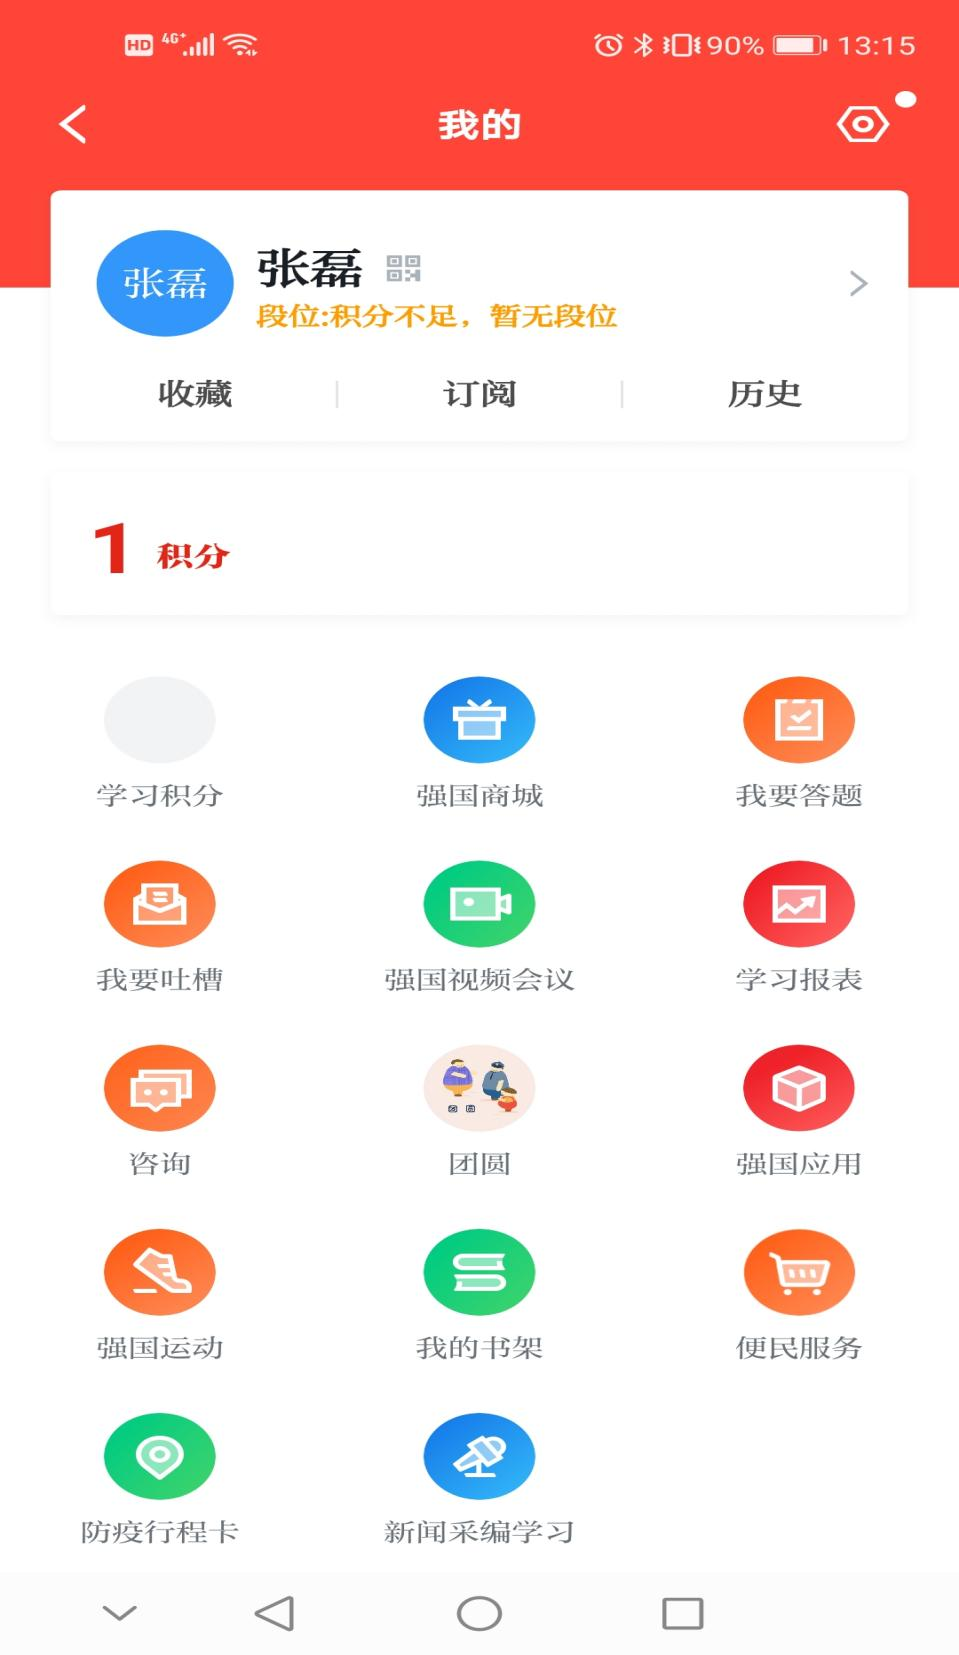 HD 4G+ 90% 13:15
我的
张磊
张磊
段位:积分不足，暂无段位
收藏 订阅 历史
1 积分
学习积分 强国商城 我要答题
我要吐槽 强国视频会议 学习报表
咨询 团圆 强国应用
强国运动 我的书架 便民服务
防疫行程卡 新闻采编学习